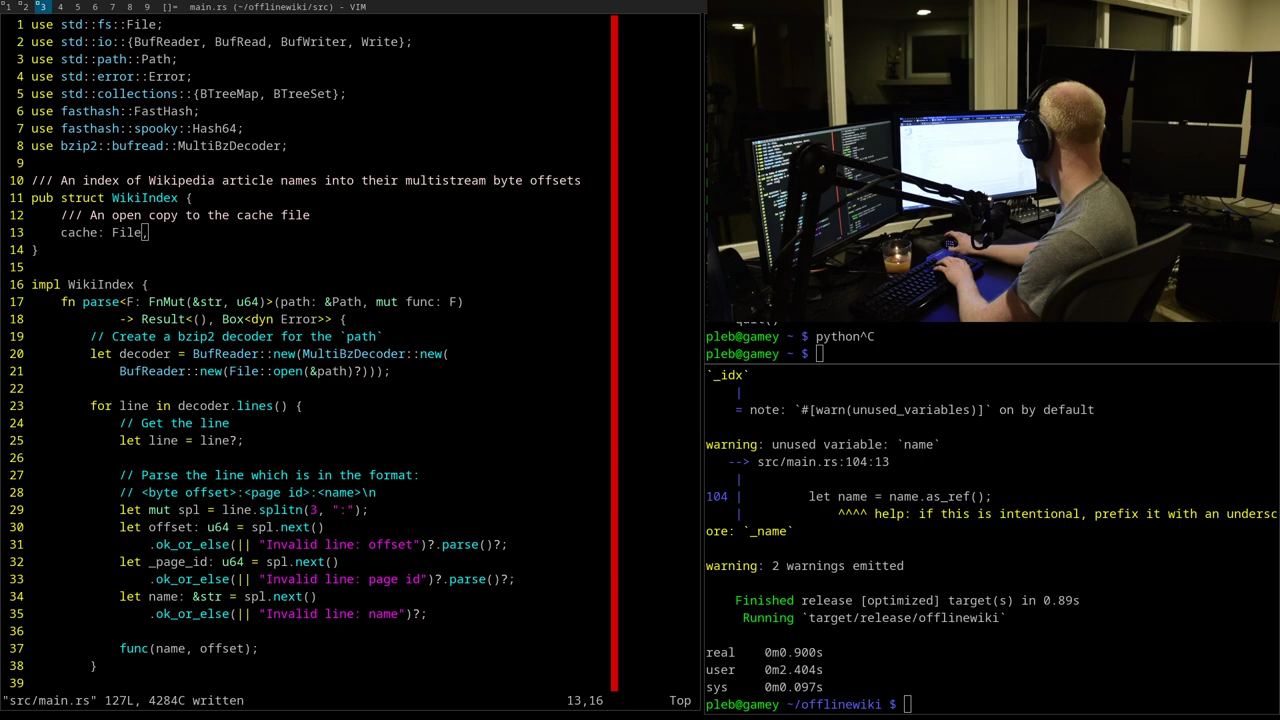 1 2 3 4 5 6 7 8 9 []= main.rs (~/offlinewiki/src) - VIM
1 use std::fs::File;
2 use std::io::{BufReader, BufRead, BufWriter, Write};
3 use std::path::Path;
4 use std::error::Error;
5 use std::collections::{BTreeMap, BTreeSet};
6 use fasthash::FastHash;
7 use fasthash::spooky::Hash64;
8 use bzip2::bufread::MultiBzDecoder;
9
10 /// An index of Wikipedia article names into their multistream byte offsets
11 pub struct WikiIndex {
12 /// An open copy to the cache file
13 cache: File,
14 }
15
16 impl WikiIndex {
17 fn parse<F: FnMut(&str, u64)>(path: &Path, mut func: F)
18 -> Result<(), Box<dyn Error>> {
19 // Create a bzip2 decoder for the `path`
20 let decoder = BufReader::new(MultiBzDecoder::new(
21 BufReader::new(File::open(&path)?)));
22
23 for line in decoder.lines() {
24 // Get the line
25 let line = line?;
26
27 // Parse the line which is in the format:
28 // <byte offset>:<page id>:<name>\n
29 let mut spl = line.splitn(3, ":");
30 let offset: u64 = spl.next()
31 .ok_or_else(|| "Invalid line: offset")?.parse()?;
32 let _page_id: u64 = spl.next()
33 .ok_or_else(|| "Invalid line: page id")?.parse()?;
34 let name: &str = spl.next()
35 .ok_or_else(|| "Invalid line: name")?;
36
37 func(name, offset);
38 }
39
"src/main.rs" 127L, 4284C written 13,16 Top
pleb@gamey ~ $ python^C
pleb@gamey ~ $
`_idx`
|
= note: `#[warn(unused_variables)]` on by default
warning: unused variable: `name`
--> src/main.rs:104:13
|
104 | let name = name.as_ref();
| ^^^^ help: if this is intentional, prefix it with an undersc
ore: `_name`
warning: 2 warnings emitted
Finished release [optimized] target(s) in 0.89s
Running `target/release/offlinewiki`
real 0m0.900s
user 0m2.404s
sys 0m0.097s
pleb@gamey ~/offlinewiki $